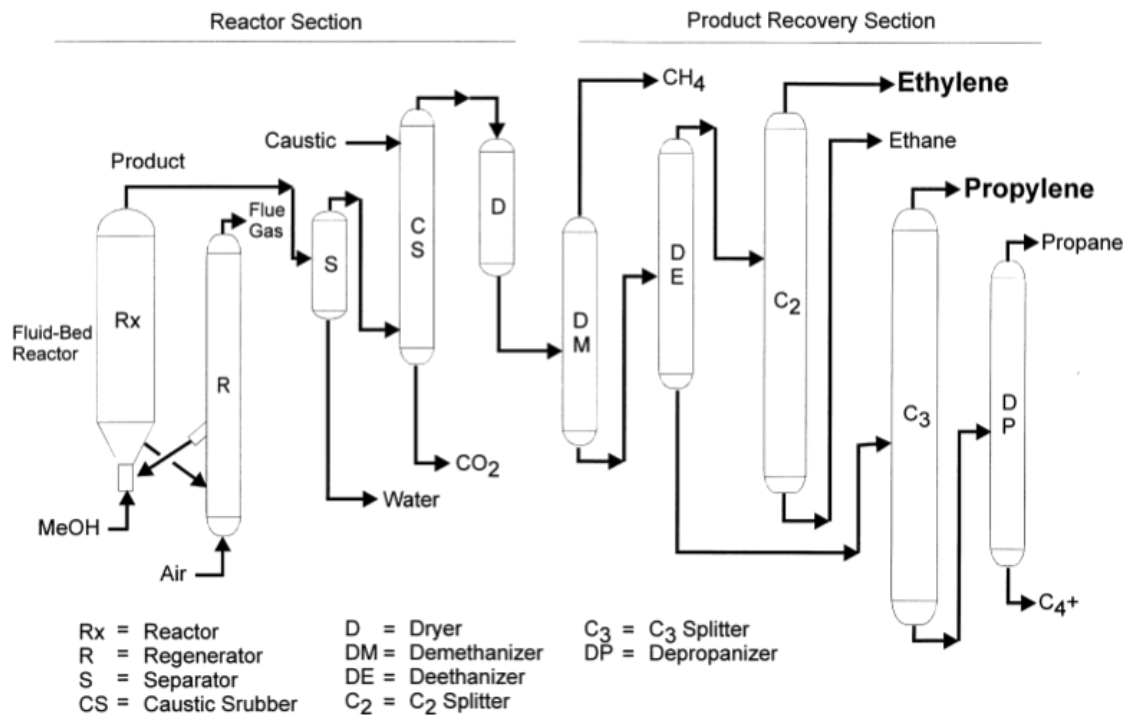 Reactor Section
Product Recovery Section
CH4
Ethylene
Caustic
Ethane
Product
Propylene
Flue
Gas
D
Propane
C
S
S
D
E
C2
Rx
Fluid-Bed
Reactor
D
M
R
C3
D
P
CO2
Water
MeOH
Air
C4+
Rx = Reactor
R = Regenerator
S = Separator
CS = Caustic Srubber
D = Dryer
DM = Demethanizer
DE = Deethanizer
C2 = C2 Splitter
C3 = C3 Splitter
DP = Depropanizer